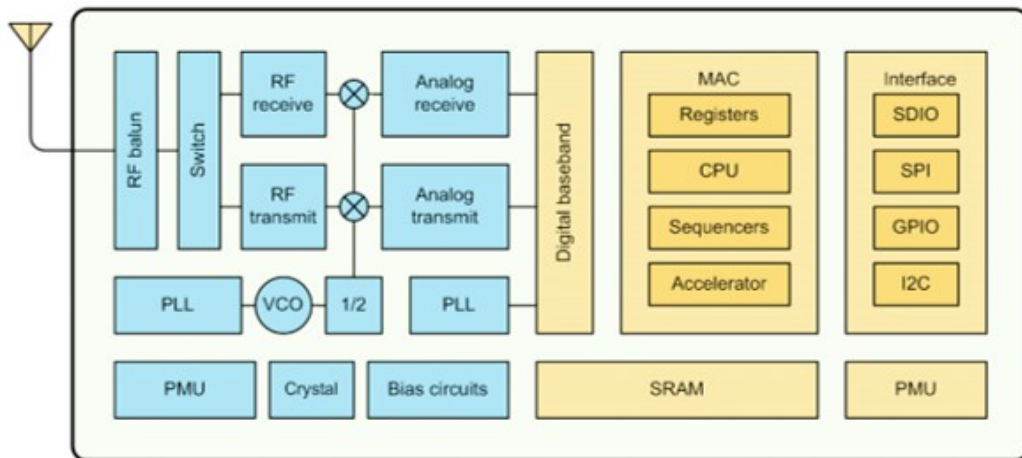 RF balun
Switch
RF
receive
Analog
receive
RF
transmit
Analog
transmit
Digital baseband
MAC
Registers
CPU
Sequencers
Accelerator
Interface
SDIO
SPI
GPIO
I2C
PLL
VCO
1/2
PLL
PMU
Crystal
Bias circuits
SRAM
PMU